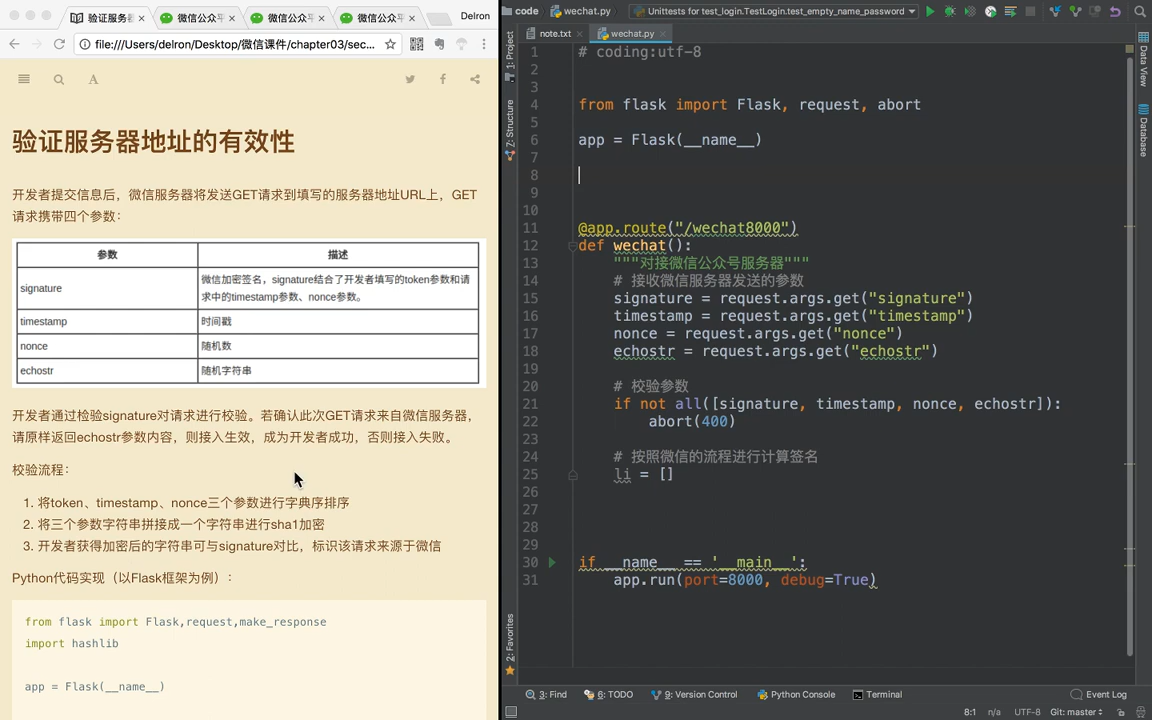 验证服务器
微信公众平
微信公众平
微信公众平
Delron
file:///Users/delron/Desktop/微信课件/chapter03/sec...
验证服务器地址的有效性
开发者提交信息后，微信服务器将发送GET请求到填写的服务器地址URL上，GET
请求携带四个参数：
参数 描述
signature 微信加密签名，signature结合了开发者填写的token参数和请
求中的timestamp参数、nonce参数。
timestamp 时间戳
nonce 随机数
echostr 随机字符串
开发者通过检验signature对请求进行校验。若确认此次GET请求来自微信服务器，
请原样返回echostr参数内容，则接入生效，成为开发者成功，否则接入失败。
校验流程：
1. 将token、timestamp、nonce三个参数进行字典序排序
2. 将三个参数字符串拼接成一个字符串进行sha1加密
3. 开发者获得加密后的字符串可与signature对比，标识该请求来源于微信
Python代码实现（以Flask框架为例）：
from flask import Flask,request,make_response
import hashlib
app = Flask(__name__)
code wechat.py Unittests for test_login.TestLogin.test_empty_name_password
note.txt wechat.py
1: Project
7: Structure
2: Favorites
Data View
Database
1 # coding:utf-8
2
3
4 from flask import Flask, request, abort
5
6 app = Flask(__name__)
7
8
9
10
11 @app.route("/wechat8000")
12 def wechat():
13 """对接微信公众号服务器"""
14 # 接收微信服务器发送的参数
15 signature = request.args.get("signature")
16 timestamp = request.args.get("timestamp")
17 nonce = request.args.get("nonce")
18 echostr = request.args.get("echostr")
19
20 # 校验参数
21 if not all([signature, timestamp, nonce, echostr]):
22 abort(400)
23
24 # 按照微信的流程进行计算签名
25 li = []
26
27
28
29
30 if __name__ == '__main__':
31 app.run(port=8000, debug=True)
3: Find 6: TODO 9: Version Control Python Console Terminal Event Log
8:1 n/a UTF-8 Git: master